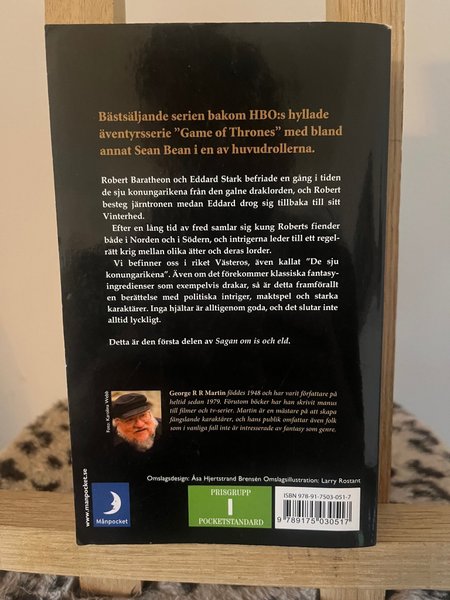 Bästsäljande serien bakom HBO:s hyllade
äventyrsserie "Game of Thrones" med bland
annat Sean Bean i en av huvudrollerna.
Robert Baratheon och Eddard Stark befriade en gång i tiden
de sju konungarikena från den galne draklorden, och Robert
besteg järntronen medan Eddard drog sig tillbaka till sitt
Vinterhed.
Efter en lång tid av fred samlar sig kung Roberts fiender
både i Norden och i Södern, och intrigerna leder till ett regel-
rätt krig mellan olika ätter och deras lorder.
Vi befinner oss i riket Västeros, även kallat "De sju
konungarikena". Även om det förekommer klassiska fantasy-
ingredienser som exempelvis drakar, så är detta framförallt
en berättelse med politiska intriger, maktspel och starka
karaktärer. Inga hjältar är alltigenom goda, och det slutar inte
alltid lyckligt.
Detta är den första delen av Sagan om is och eld.
Foto: Karolina Webb
George R R Martin föddes 1948 och har varit författare på
heltid sedan 1979. Förutom böcker har han skrivit manus
till filmer och tv-serier. Martin är en mästare på att skapa
fängslande karaktärer, och hans publik omfattar även folk
som i vanliga fall inte är intresserade av fantasy som genre.
Omslagsdesign: Åsa Hjertstrand Brensén Omslagsillustration: Larry Rostant
www.manpocket.se
Månpocket
PRISGRUPP
I
POCKETSTANDARD
ISBN 978-91-7503-051-7
9789175030517